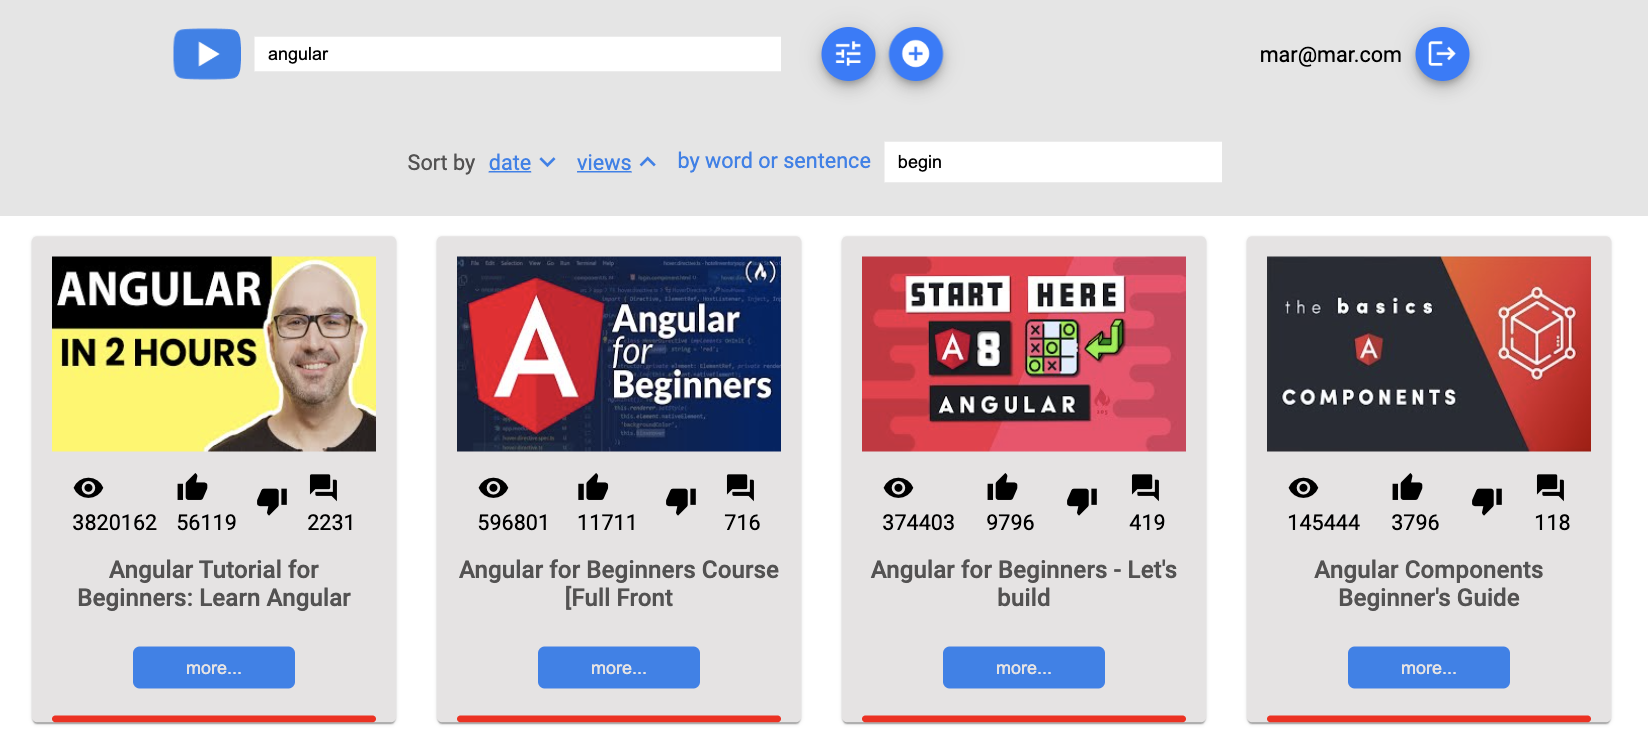 angular
mar@mar.com
Sort by date views by word or sentence begin
ANGULAR
IN 2 HOURS
3820162 56119 2231
Angular Tutorial for
Beginners: Learn Angular
more...
Angular
for
Beginners
596801 11711 716
Angular for Beginners Course
[Full Front
more...
START HERE
A 8
ANGULAR
374403 9796 419
Angular for Beginners - Let's
build
more...
the basics
A
COMPONENTS
145444 3796 118
Angular Components
Beginner's Guide
more...